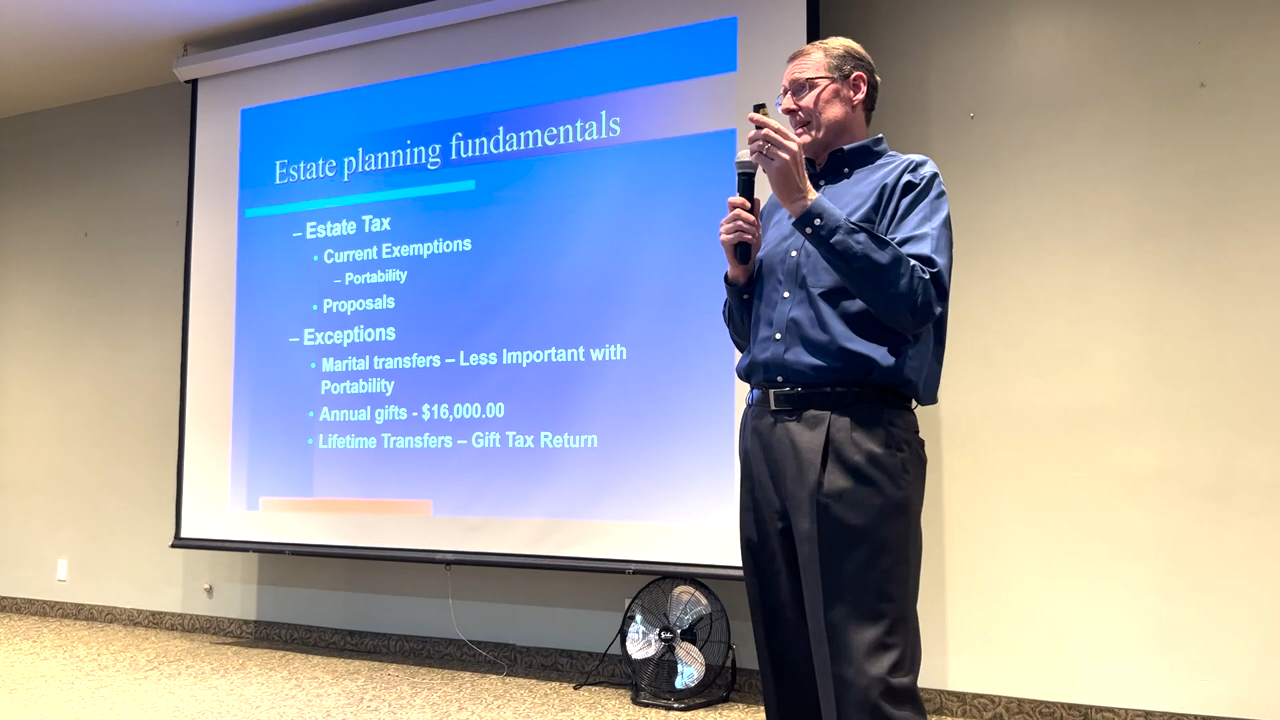 Estate planning fundamentals
– Estate Tax
• Current Exemptions
– Portability
• Proposals
– Exceptions
• Marital transfers – Less Important with
Portability
• Annual gifts - $16,000.00
• Lifetime Transfers – Gift Tax Return